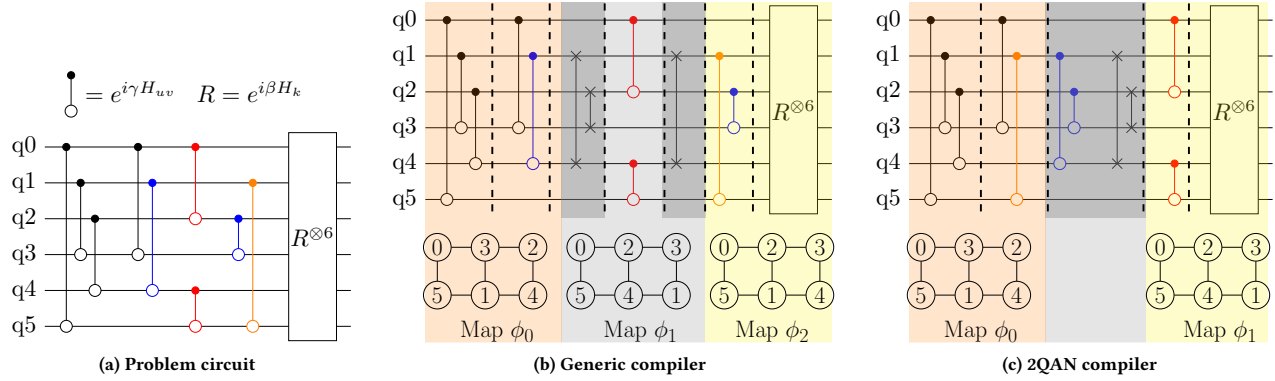 = e^{iγH_{uv}} R = e^{iβH_k}
q0
q1
q2
q3
q4
q5
R^{⊗6}
(a) Problem circuit
q0
q1
q2
q3
q4
q5
R^{⊗6}
0 3 2
5 1 4
Map ϕ_0
0 2 3
5 4 1
Map ϕ_1
0 2 3
5 1 4
Map ϕ_2
(b) Generic compiler
q0
q1
q2
q3
q4
q5
R^{⊗6}
0 3 2
5 1 4
Map ϕ_0
0 2 3
5 4 1
Map ϕ_1
(c) 2QAN compiler